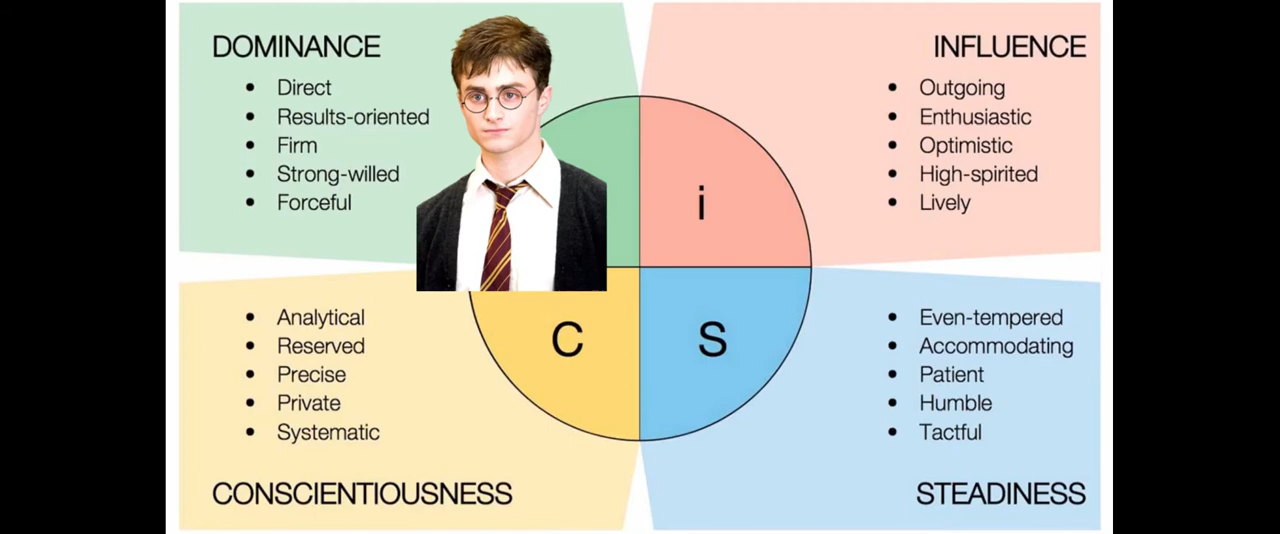 DOMINANCE
Direct
Results-oriented
Firm
Strong-willed
Forceful
INFLUENCE
Outgoing
Enthusiastic
Optimistic
High-spirited
Lively
i
C
S
Analytical
Reserved
Precise
Private
Systematic
CONSCIENTIOUSNESS
Even-tempered
Accommodating
Patient
Humble
Tactful
STEADINESS